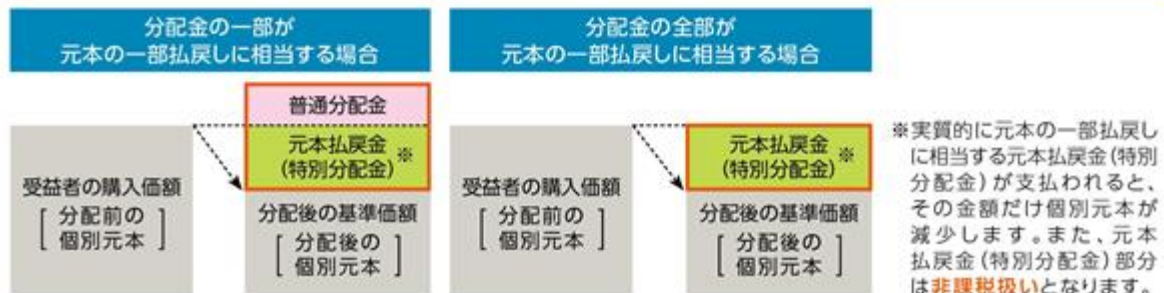 分配金の一部が
元本の一部払戻しに相当する場合
普通分配金
元本払戻金
(特別分配金)
※
受益者の購入価額
分配前の
個別元本
分配後の基準価額
分配後の
個別元本
分配金の全部が
元本の一部払戻しに相当する場合
元本払戻金
(特別分配金)
※
受益者の購入価額
分配前の
個別元本
分配後の基準価額
分配後の
個別元本
※実質的に元本の一部払戻し
に相当する元本払戻金(特別
分配金)が支払われると、
その金額だけ個別元本が
減少します。また、元本
払戻金(特別分配金)部分
は非課税扱いとなります。